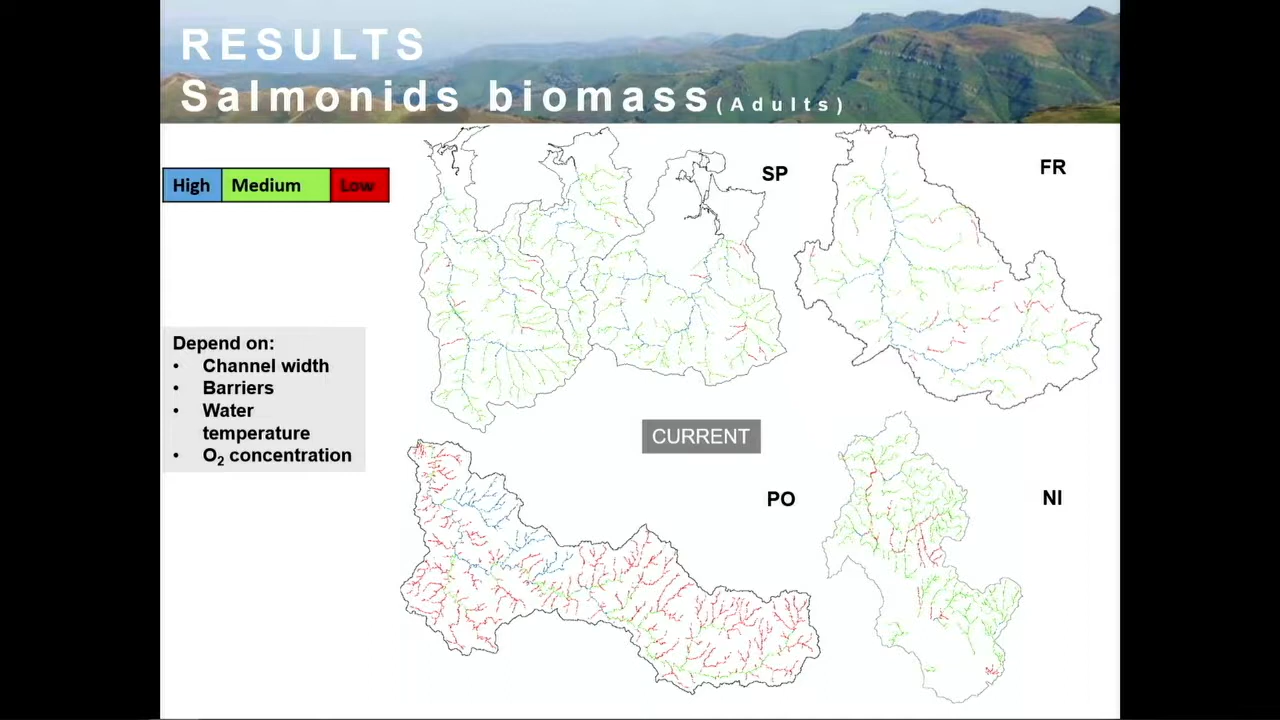 RESULTS
Salmonids biomass (Adults)
High Medium Low
SP
FR
Depend on:
• Channel width
• Barriers
• Water
temperature
• O₂ concentration
CURRENT
PO
NI